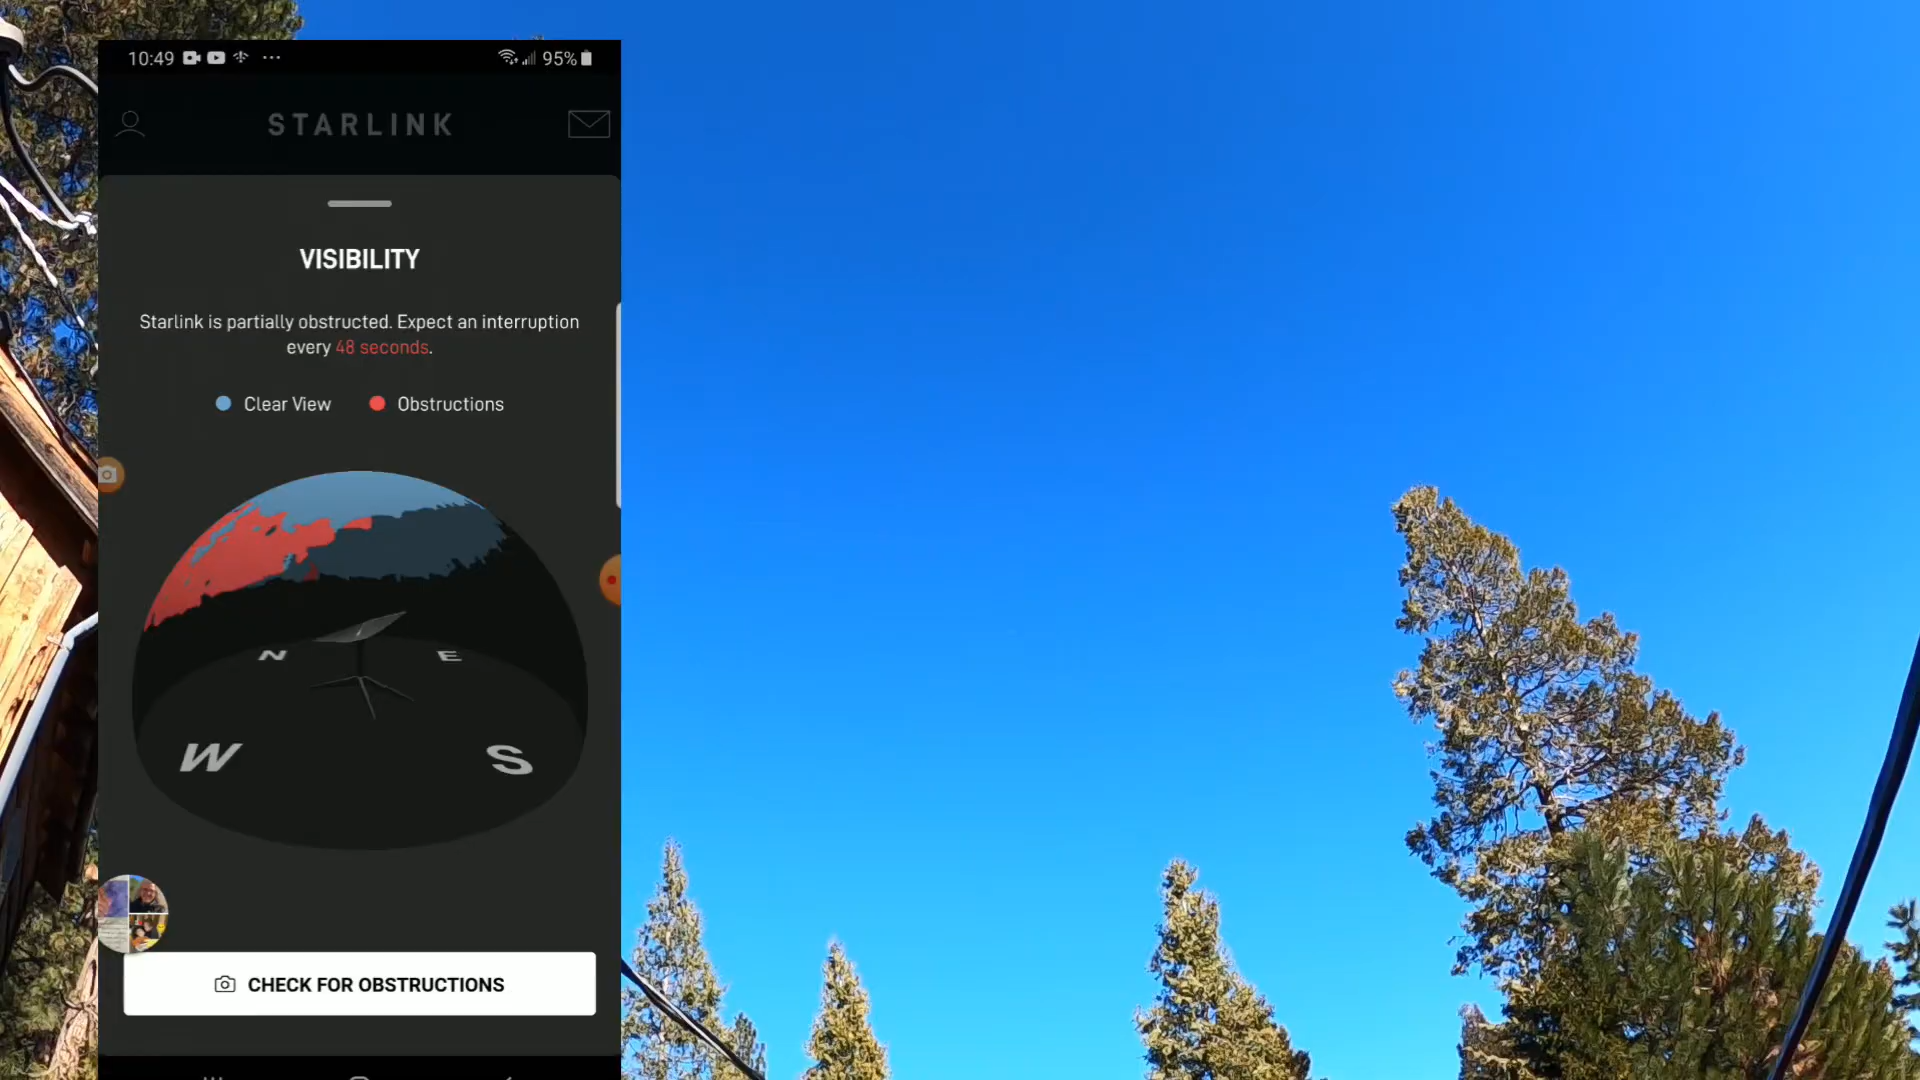 10:49
95%
STARLINK
VISIBILITY
Starlink is partially obstructed. Expect an interruption
every 48 seconds.
Clear View
Obstructions
N
E
W
S
CHECK FOR OBSTRUCTIONS